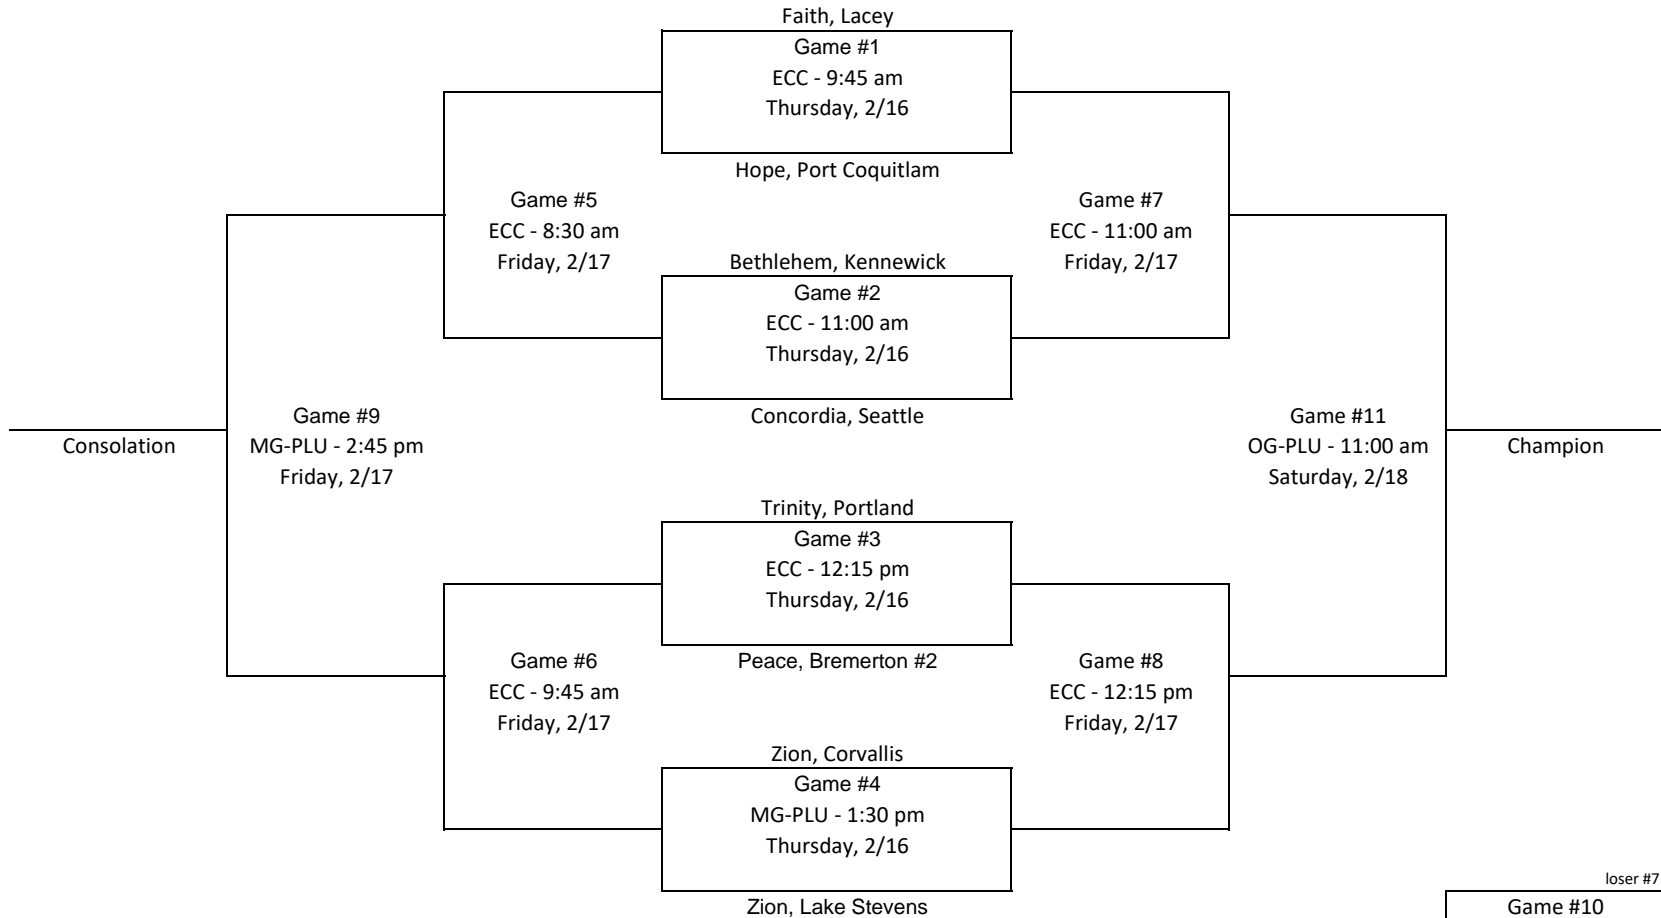 Faith, Lacey
Game #1
ECC - 9:45 am
Thursday, 2/16
Hope, Port Coquitlam
Game #5
ECC - 8:30 am
Friday, 2/17
Game #7
ECC - 11:00 am
Friday, 2/17
Bethlehem, Kennewick
Game #2
ECC - 11:00 am
Thursday, 2/16
Concordia, Seattle
Consolation
Game #9
MG-PLU - 2:45 pm
Friday, 2/17
Game #11
OG-PLU - 11:00 am
Saturday, 2/18
Champion
Trinity, Portland
Game #3
ECC - 12:15 pm
Thursday, 2/16
Peace, Bremerton #2
Game #6
ECC - 9:45 am
Friday, 2/17
Game #8
ECC - 12:15 pm
Friday, 2/17
Zion, Corvallis
Game #4
MG-PLU - 1:30 pm
Thursday, 2/16
Zion, Lake Stevens
loser #7
Game #10